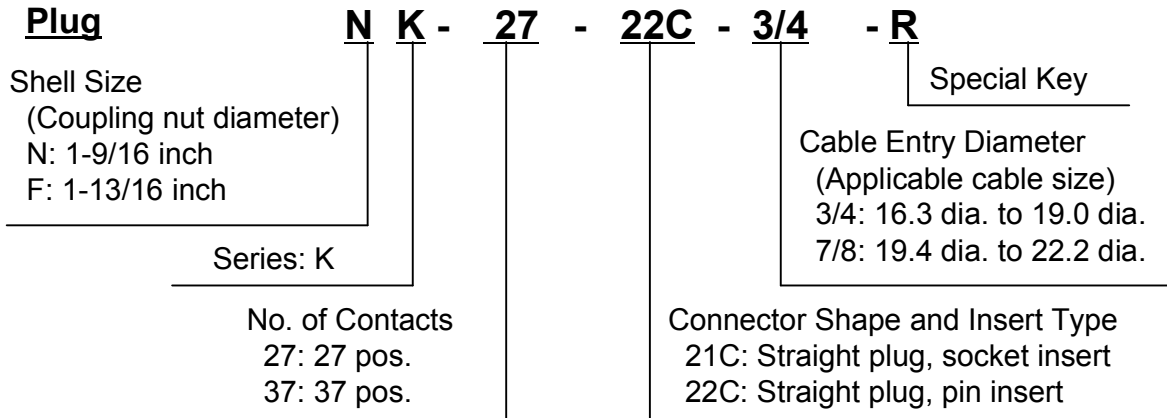 Plug N K - 27 - 22C - 3/4 - R
Shell Size
(Coupling nut diameter)
N: 1-9/16 inch
F: 1-13/16 inch
Special Key
Cable Entry Diameter
(Applicable cable size)
3/4: 16.3 dia. to 19.0 dia.
7/8: 19.4 dia. to 22.2 dia.
Series: K
No. of Contacts
27: 27 pos.
37: 37 pos.
Connector Shape and Insert Type
21C: Straight plug, socket insert
22C: Straight plug, pin insert